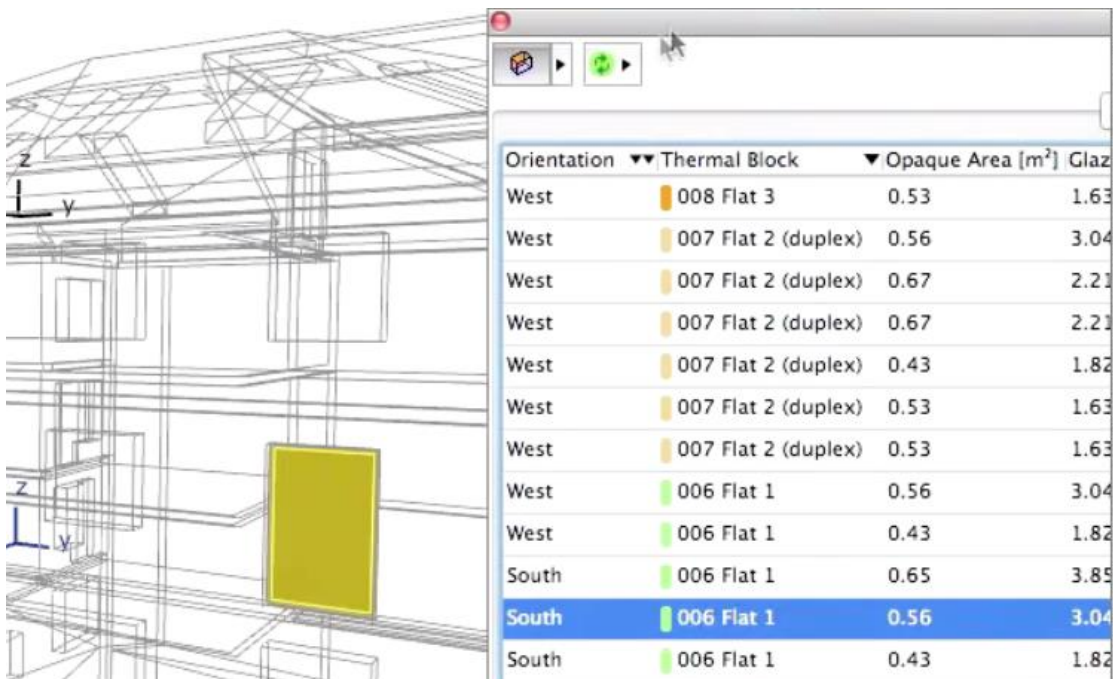 z
y
z
y
Orientation Thermal Block Opaque Area [m²] Glaz
West 008 Flat 3 0.53 1.63
West 007 Flat 2 (duplex) 0.56 3.04
West 007 Flat 2 (duplex) 0.67 2.21
West 007 Flat 2 (duplex) 0.67 2.21
West 007 Flat 2 (duplex) 0.43 1.82
West 007 Flat 2 (duplex) 0.53 1.63
West 007 Flat 2 (duplex) 0.53 1.63
West 006 Flat 1 0.56 3.04
West 006 Flat 1 0.43 1.82
South 006 Flat 1 0.65 3.85
South 006 Flat 1 0.56 3.04
South 006 Flat 1 0.43 1.82